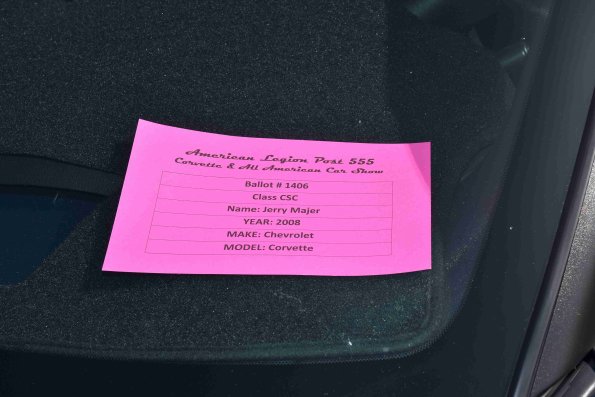 American Legion Post 555
Corvette & All American Car Show
Ballot # 1406
Class CSC
Name: Jerry Majer
YEAR: 2008
MAKE: Chevrolet
MODEL: Corvette